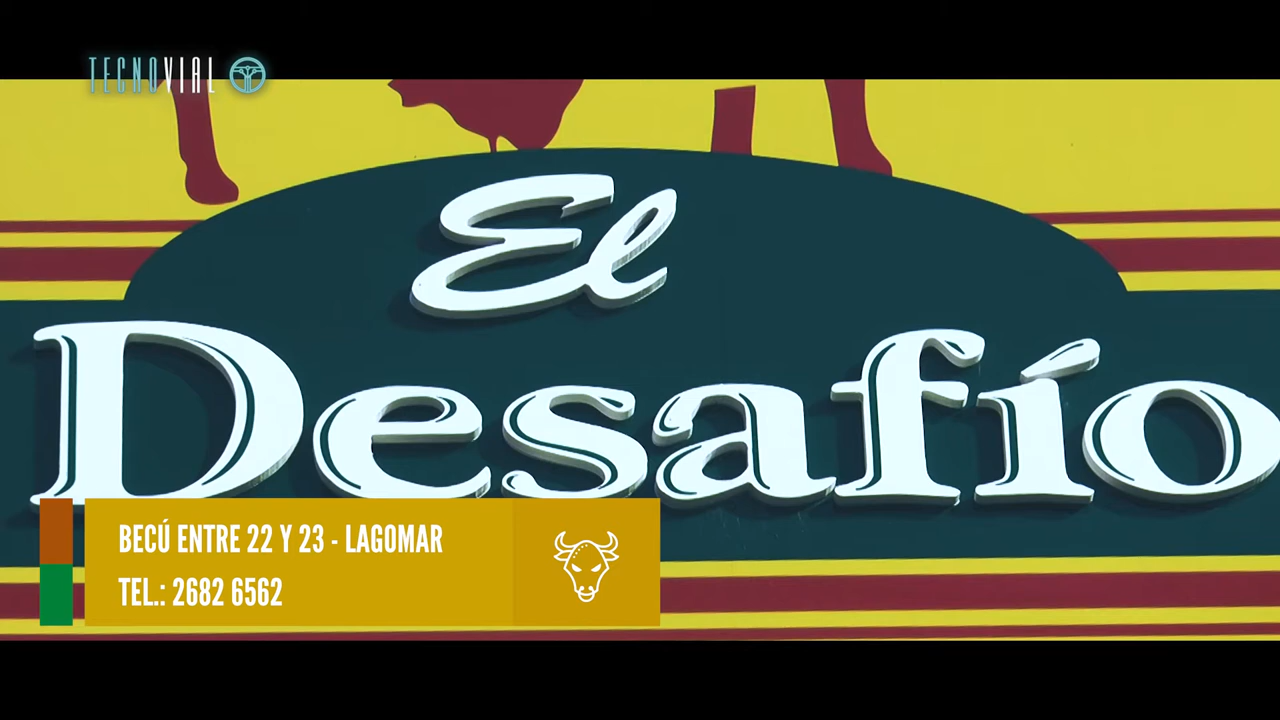 TECNOVIAL
El
Desafío
BECÚ ENTRE 22 Y 23 - LAGOMAR
TEL.: 2682 6562